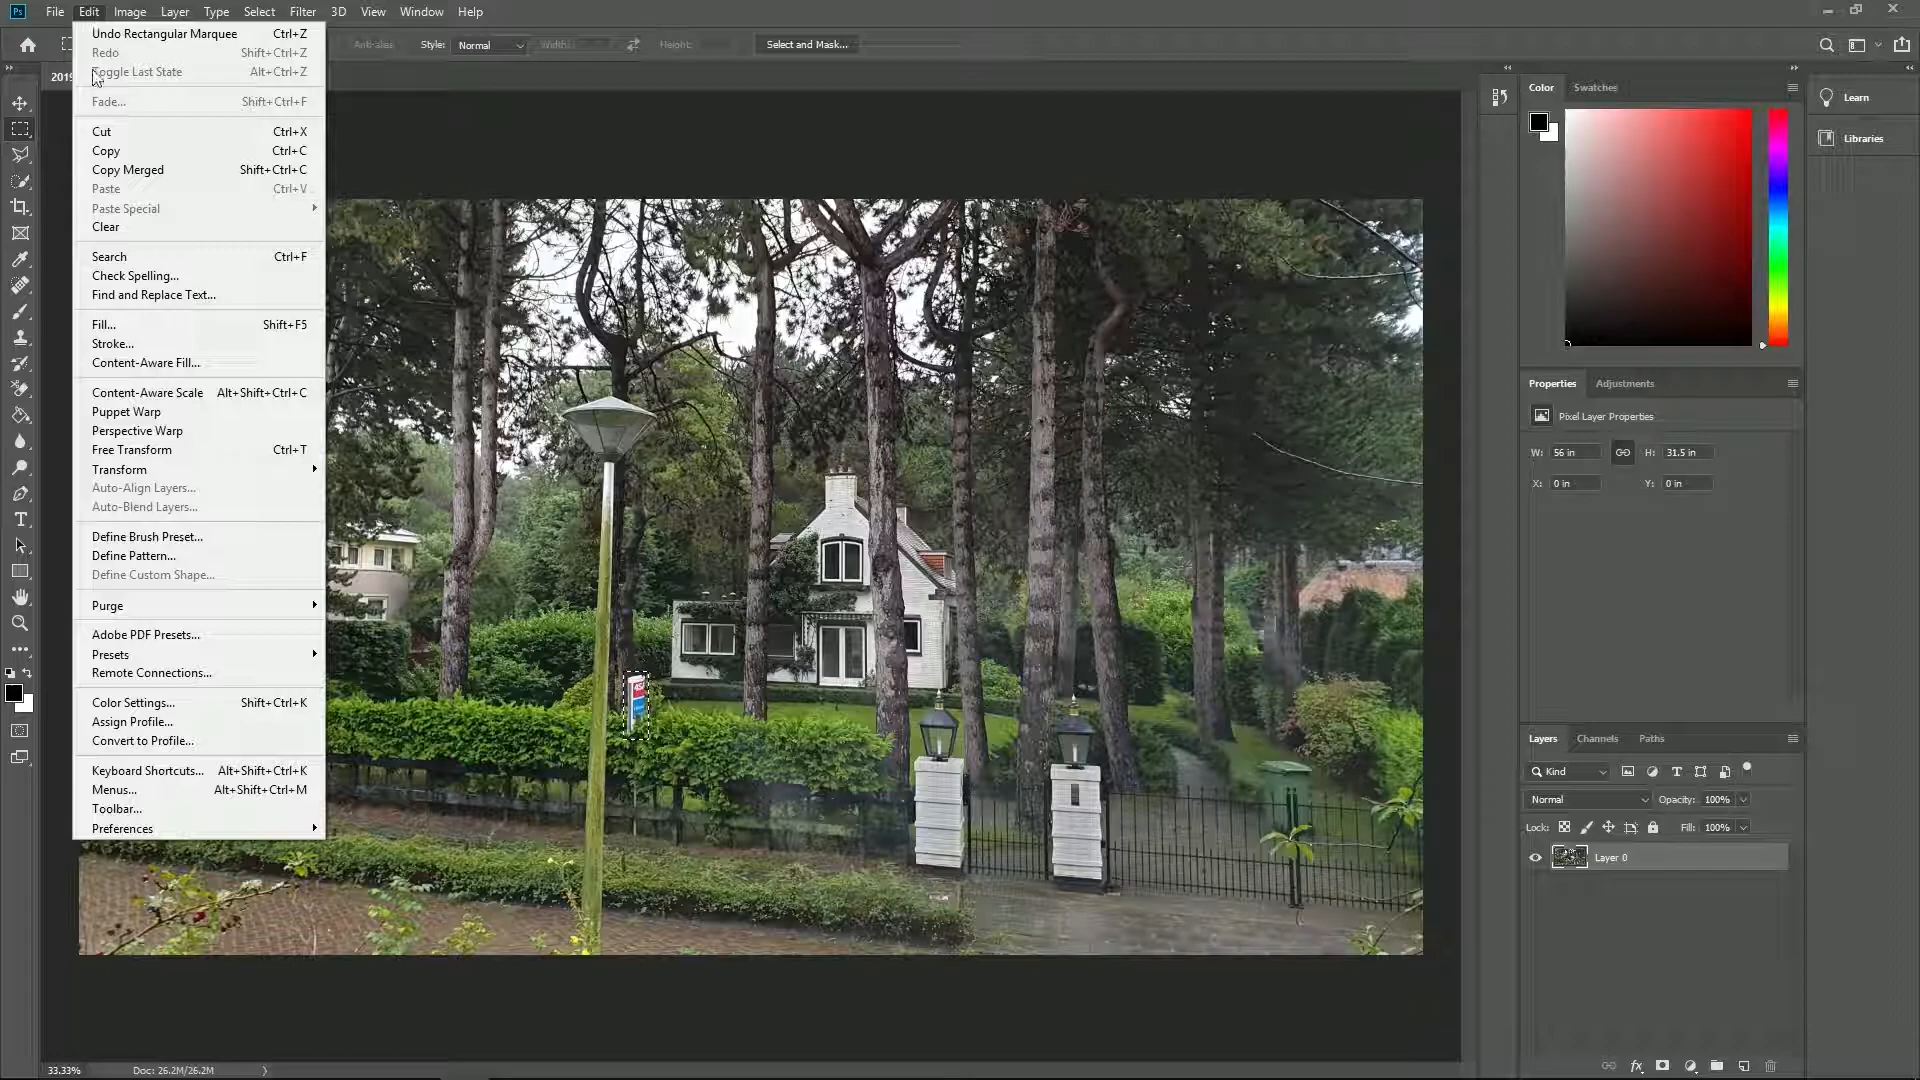 Ps File Edit Image Layer Type Select Filter 3D View Window Help
Anti-alias Style: Normal Width: Height: Select and Mask...
2019
Undo Rectangular Marquee Ctrl+Z
Redo Shift+Ctrl+Z
Toggle Last State Alt+Ctrl+Z
Fade... Shift+Ctrl+F
Cut Ctrl+X
Copy Ctrl+C
Copy Merged Shift+Ctrl+C
Paste Ctrl+V
Paste Special
Clear
Search Ctrl+F
Check Spelling...
Find and Replace Text...
Fill... Shift+F5
Stroke...
Content-Aware Fill...
Content-Aware Scale Alt+Shift+Ctrl+C
Puppet Warp
Perspective Warp
Free Transform Ctrl+T
Transform
Auto-Align Layers...
Auto-Blend Layers...
Define Brush Preset...
Define Pattern...
Define Custom Shape...
Purge
Adobe PDF Presets...
Presets
Remote Connections...
Color Settings... Shift+Ctrl+K
Assign Profile...
Convert to Profile...
Keyboard Shortcuts... Alt+Shift+Ctrl+K
Menus... Alt+Shift+Ctrl+M
Toolbar...
Preferences
33.33% Doc: 26.2M/26.2M
Color Swatches
Learn
Libraries
Properties Adjustments
Pixel Layer Properties
W: 56 in H: 31.5 in
X: 0 in Y: 0 in
Layers Channels Paths
Kind
Normal Opacity: 100%
Lock: Fill: 100%
Layer 0
fx